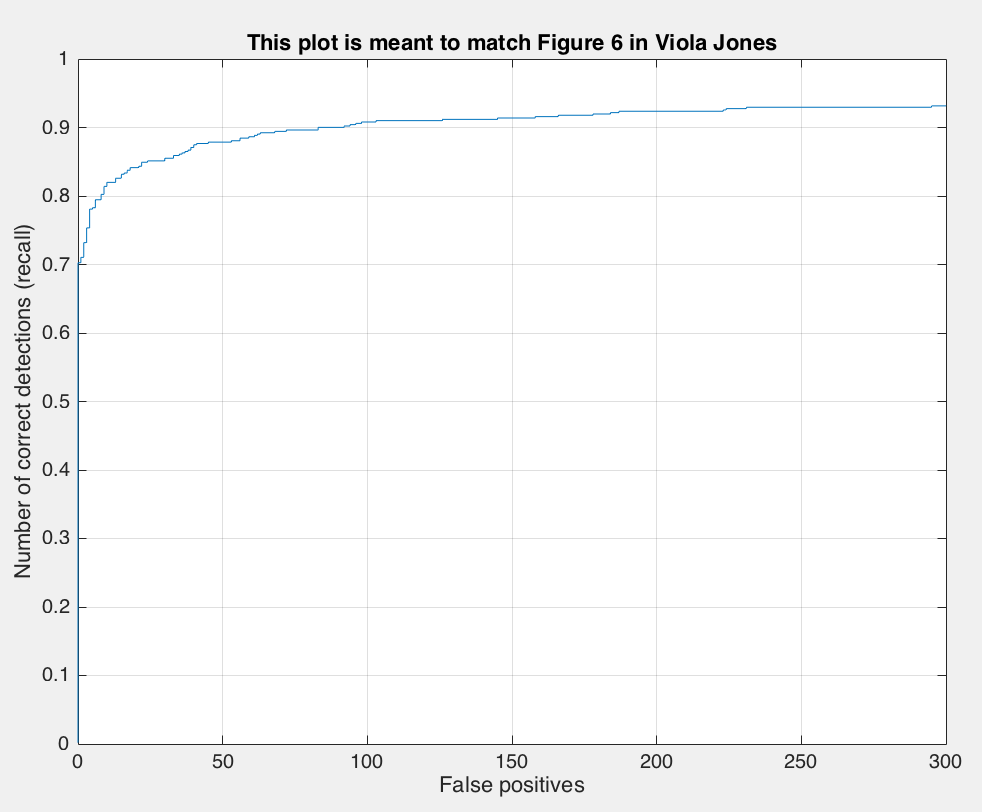 This plot is meant to match Figure 6 in Viola Jones
1
0.9
0.8
0.7
0.6
0.5
0.4
0.3
0.2
0.1
0
Number of correct detections (recall)
0 50 100 150 200 250 300
False positives